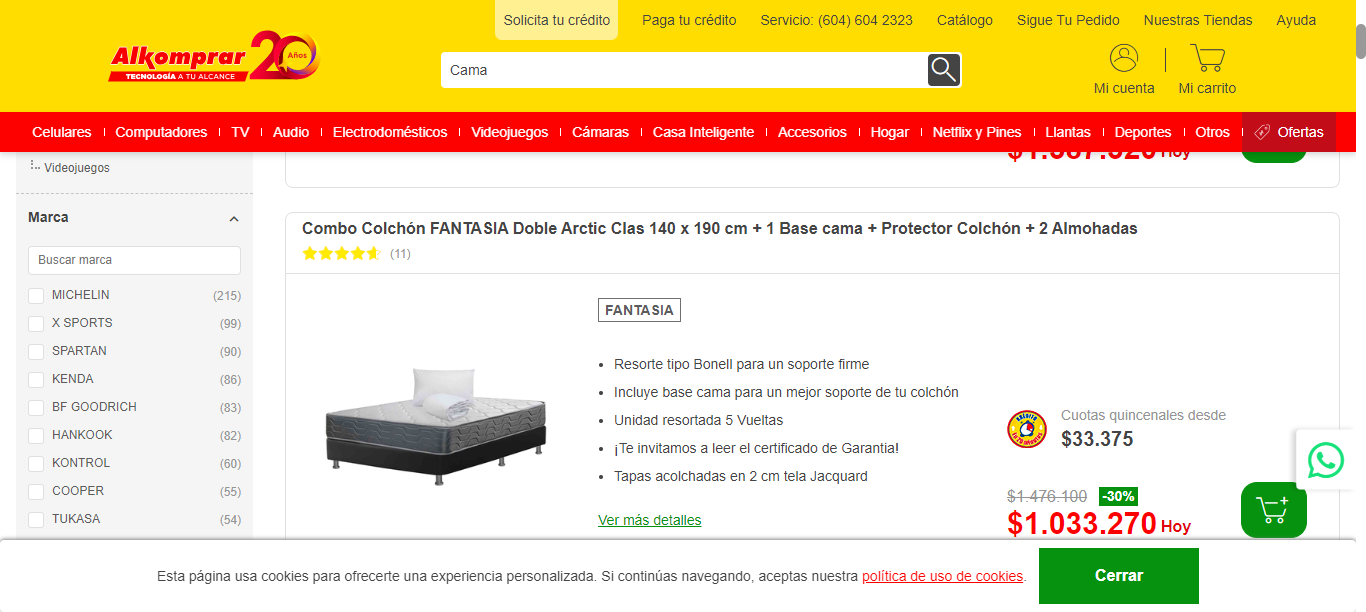 Solicita tu crédito Paga tu crédito Servicio: (604) 604 2323 Catálogo Sigue Tu Pedido Nuestras Tiendas Ayuda
Alkomprar 20 Años
TECNOLOGÍA A TU ALCANCE
Cama
Mi cuenta Mi carrito
Celulares Computadores TV Audio Electrodomésticos Videojuegos Cámaras Casa Inteligente Accesorios Hogar Netflix y Pines Llantas Deportes Otros Ofertas
Videojuegos
Hoy
Marca
Buscar marca
MICHELIN (215)
X SPORTS (99)
SPARTAN (90)
KENDA (86)
BF GOODRICH (83)
HANKOOK (82)
KONTROL (60)
COOPER (55)
TUKASA (54)
Combo Colchón FANTASIA Doble Arctic Clas 140 x 190 cm + 1 Base cama + Protector Colchón + 2 Almohadas
(11)
FANTASIA
Resorte tipo Bonell para un soporte firme
Incluye base cama para un mejor soporte de tu colchón
Unidad resortada 5 Vueltas
¡Te invitamos a leer el certificado de Garantia!
Tapas acolchadas en 2 cm tela Jacquard
Ver más detalles
Cuotas quincenales desde
$33.375
$1.476.100 -30%
$1.033.270 Hoy
Esta página usa cookies para ofrecerte una experiencia personalizada. Si continúas navegando, aceptas nuestra política de uso de cookies.
Cerrar